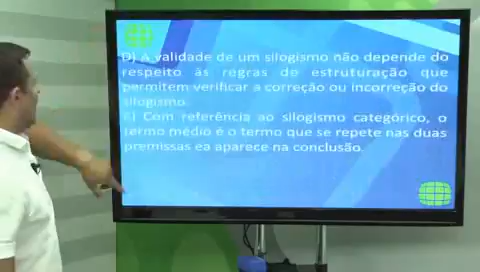 D) A validade de um silogismo não depende do
respeito às regras de estruturação que
permitem verificar a correção ou incorreção do
silogismo.
E) Com referência ao silogismo categórico, o
termo médio é o termo que se repete nas duas
premissas ea aparece na conclusão.